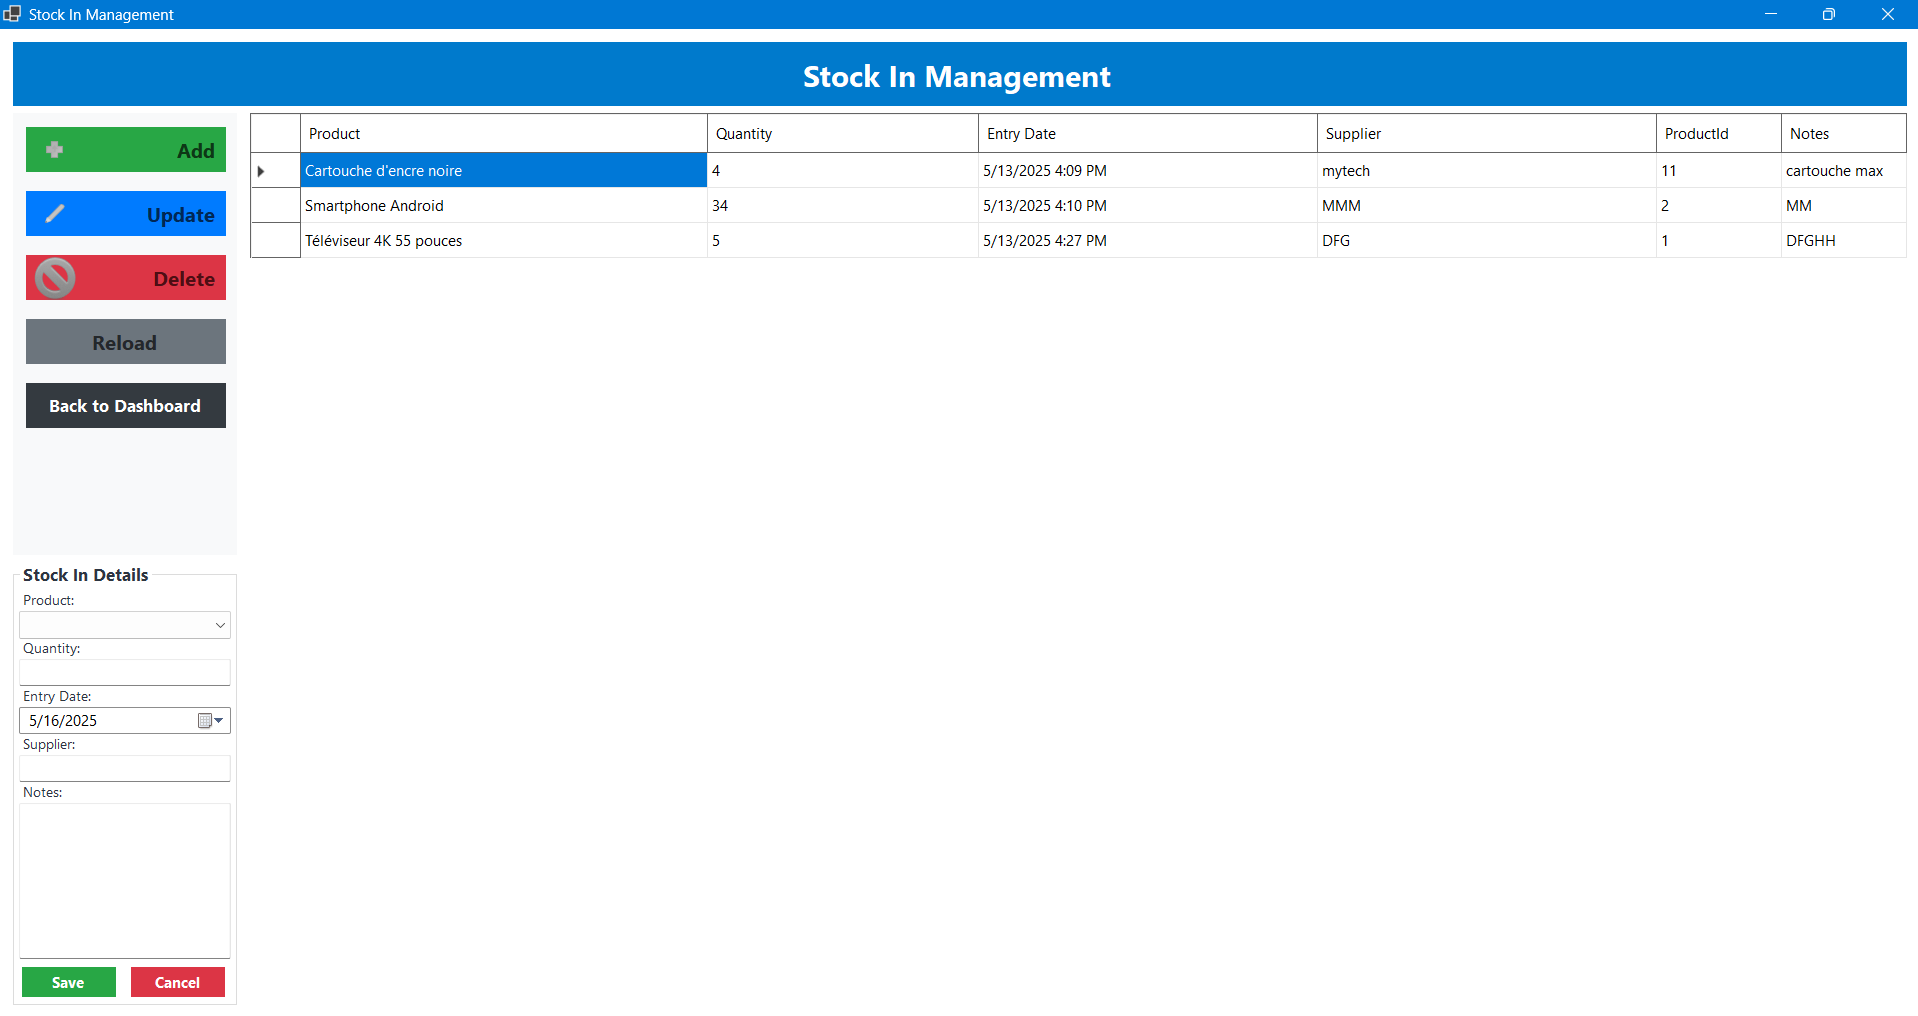 Stock In Management
Stock In Management
Add
Update
Delete
Reload
Back to Dashboard
Product Quantity Entry Date Supplier ProductId Notes
Cartouche d'encre noire 4 5/13/2025 4:09 PM mytech 11 cartouche max
Smartphone Android 34 5/13/2025 4:10 PM MMM 2 MM
Téléviseur 4K 55 pouces 5 5/13/2025 4:27 PM DFG 1 DFGHH
Stock In Details
Product:
Quantity:
Entry Date:
5/16/2025
Supplier:
Notes:
Save Cancel